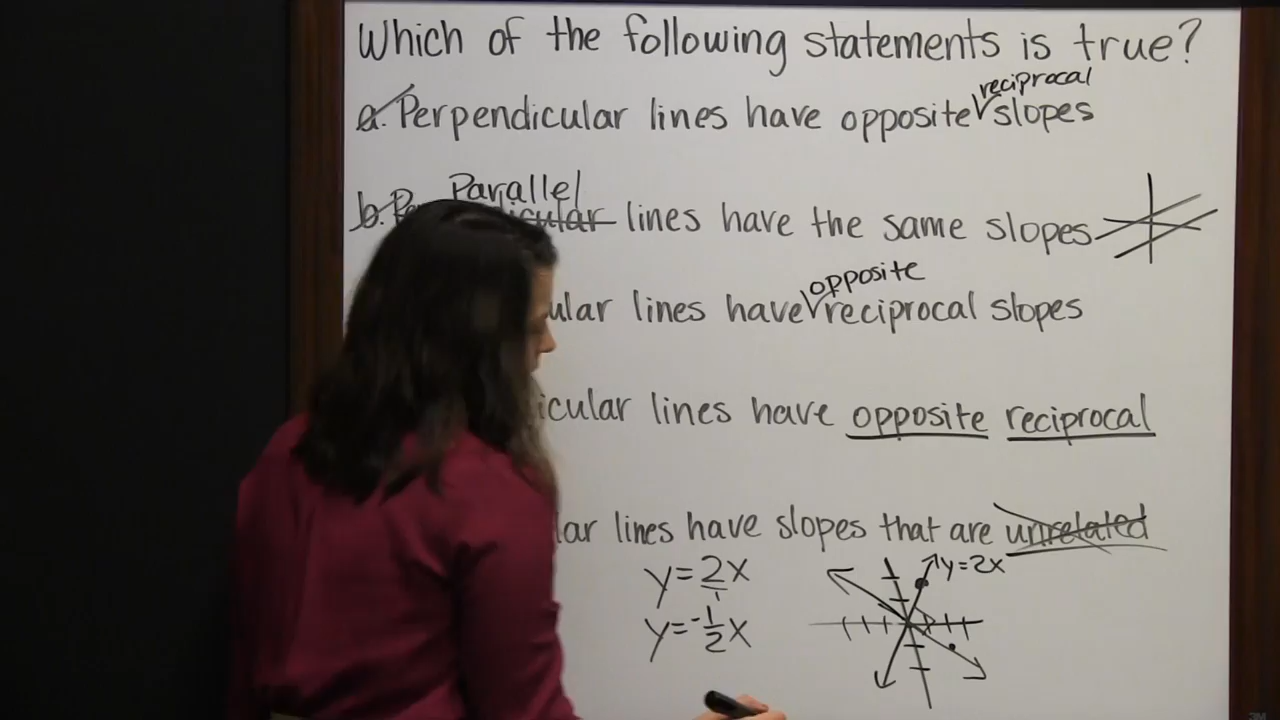 Which of the following statements is true?
reciprocal
a. Perpendicular lines have opposite slopes
Parallel
b. lines have the same slopes
opposite
ular lines have reciprocal slopes
icular lines have opposite reciprocal
lar lines have slopes that are unrelated
y=2x
y=2/1x
y=-1/2x